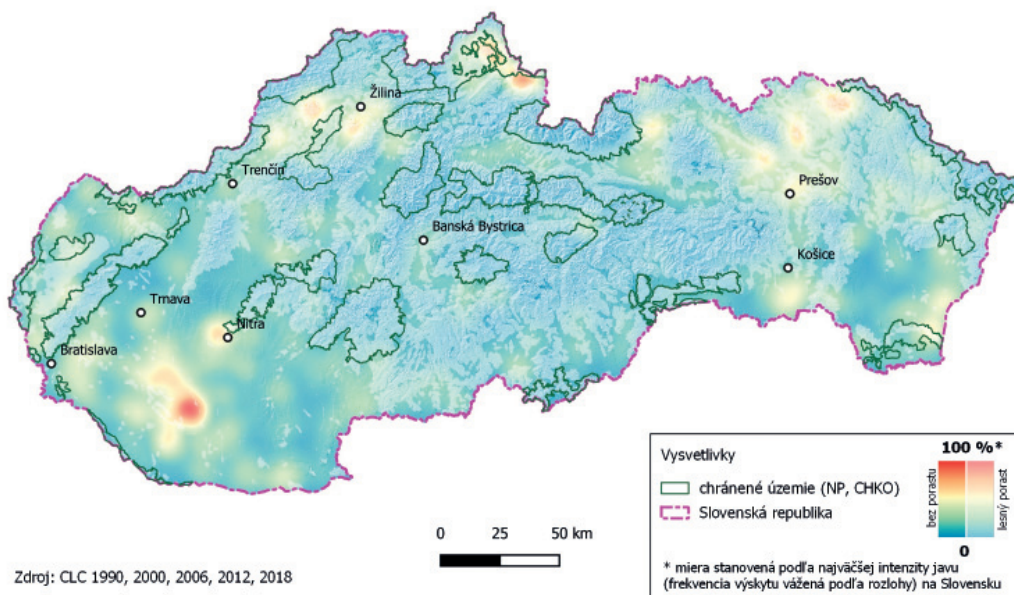 Žilina
Trenčín
Prešov
Banská Bystrica
Košice
Trnava
Nitra
Bratislava
Vysvetlivky
chránené územie (NP, CHKO)
Slovenská republika
100 %*
bez porastu
lesný porast
0
* miera stanovená podľa najväčšej intenzity javu
(frekvencia výskytu vážená podľa rozlohy) na Slovensku
0 25 50 km
Zdroj: CLC 1990, 2000, 2006, 2012, 2018